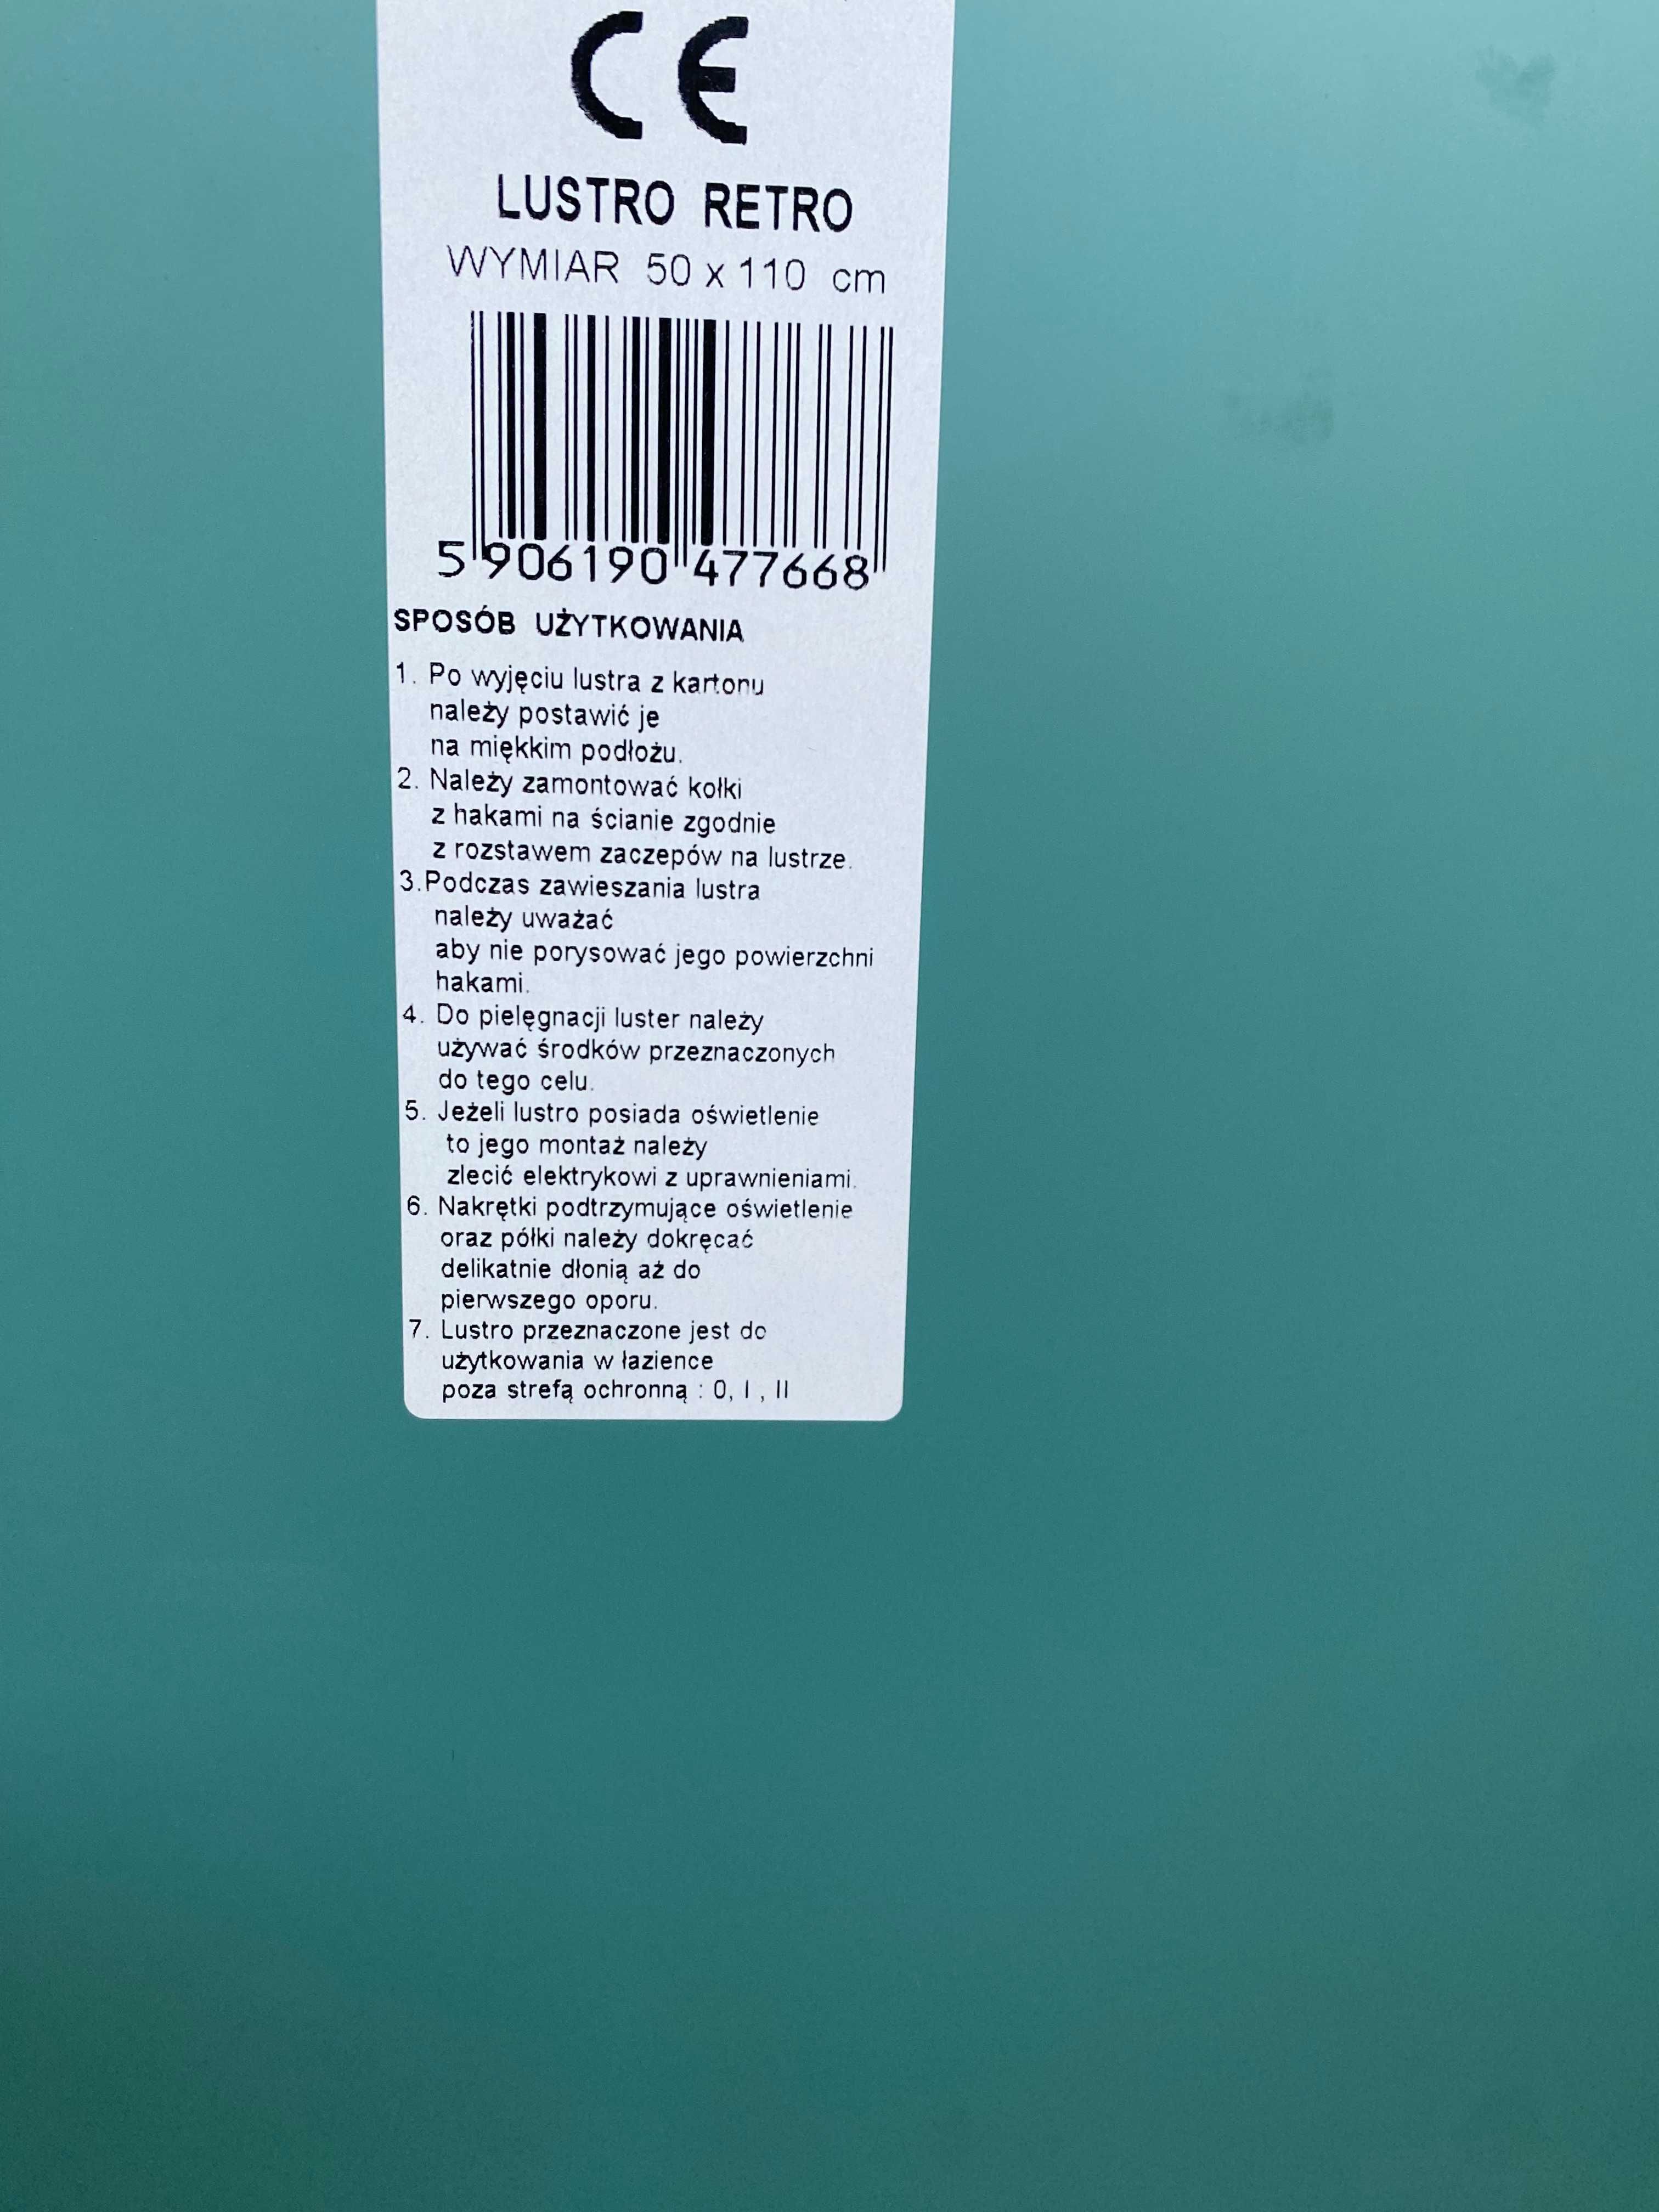 CE
LUSTRO RETRO
WYMIAR 50 x 110 cm
5 906190 477668
SPOSÓB UŻYTKOWANIA
1. Po wyjęciu lustra z kartonu
należy postawić je
na miękkim podłożu.
2. Należy zamontować kołki
z hakami na ścianie zgodnie
z rozstawem zaczepów na lustrze.
3.Podczas zawieszania lustra
należy uważać
aby nie porysować jego powierzchni
hakami.
4. Do pielęgnacji luster należy
używać środków przeznaczonych
do tego celu.
5. Jeżeli lustro posiada oświetlenie
to jego montaż należy
zlecić elektrykowi z uprawnieniami.
6. Nakrętki podtrzymujące oświetlenie
oraz półki należy dokręcać
delikatnie dłonią aż do
pierwszego oporu.
7. Lustro przeznaczone jest do
użytkowania w łazience
poza strefą ochronną : 0, I , II